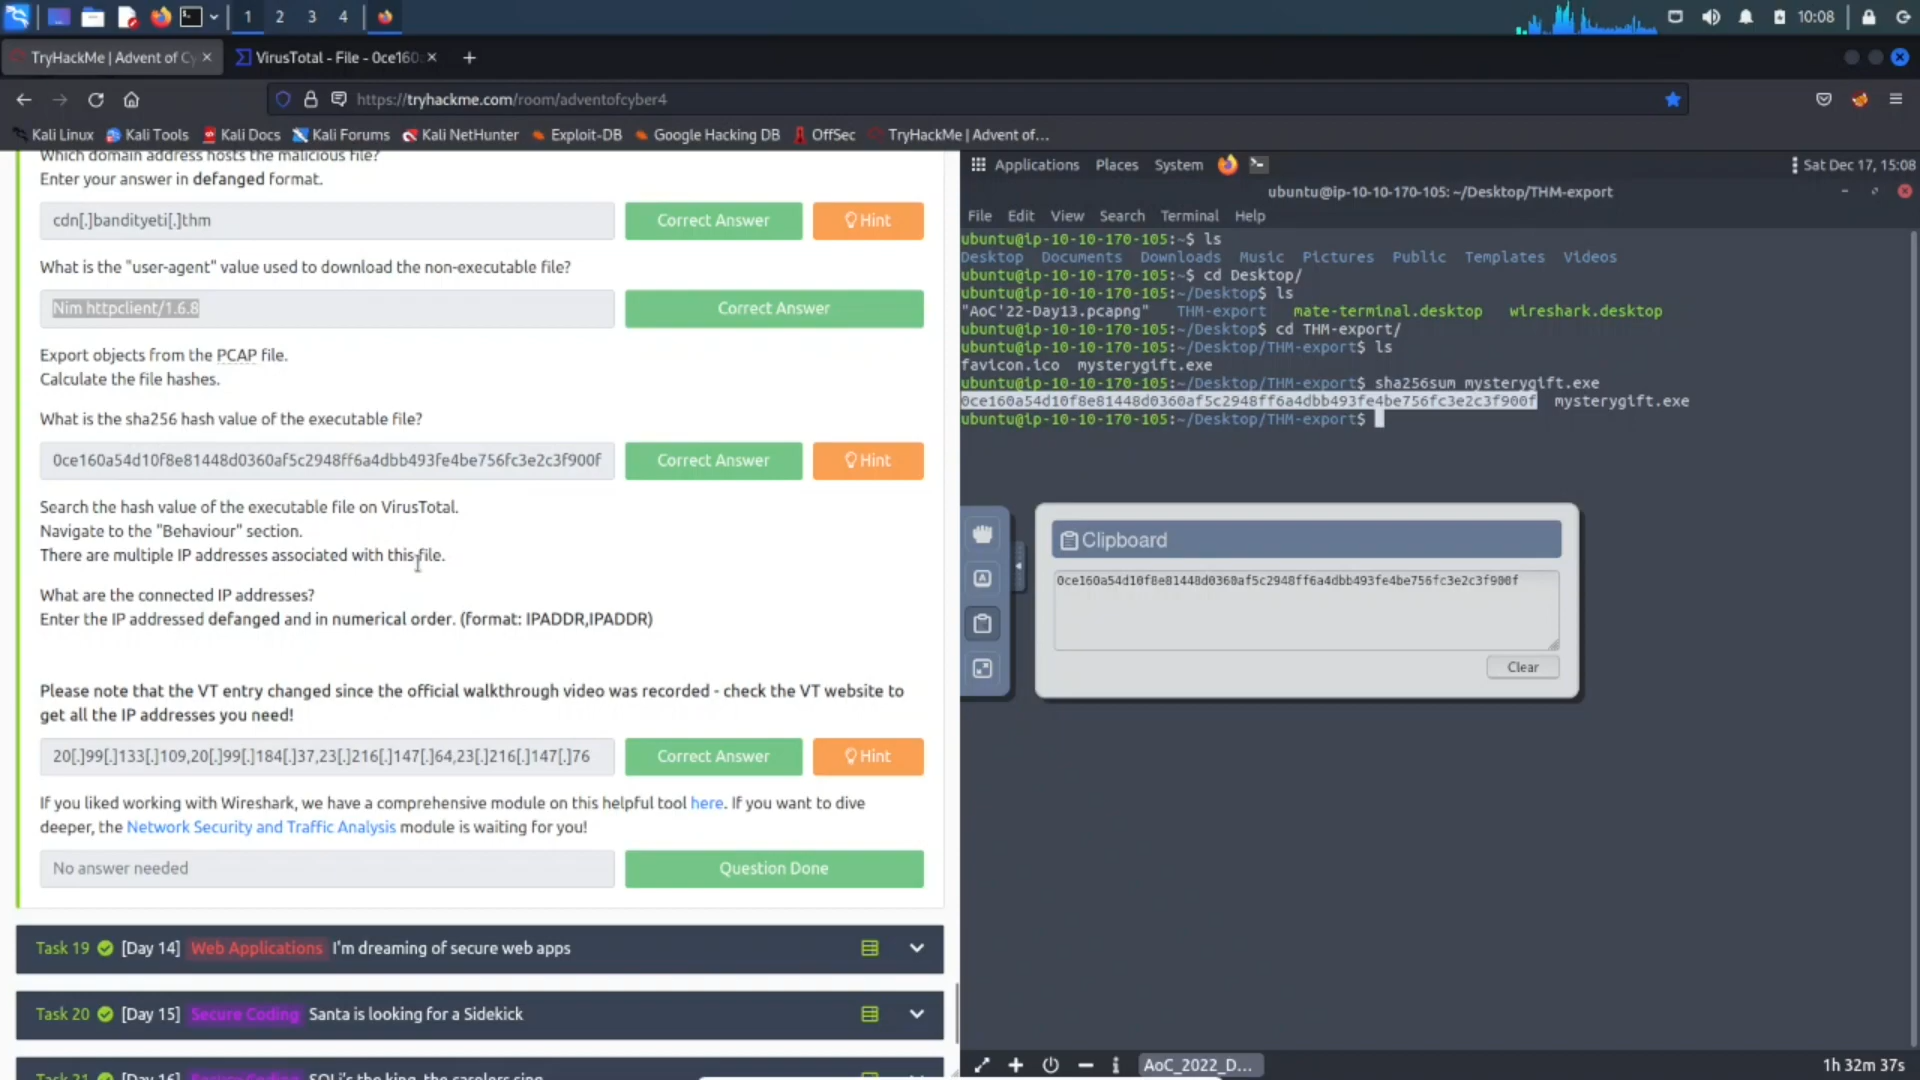 1 2 3 4 10:08
TryHackMe | Advent of Cy VirusTotal - File - 0ce160
https://tryhackme.com/room/adventofcyber4
Kali Linux Kali Tools Kali Docs Kali Forums Kali NetHunter Exploit-DB Google Hacking DB OffSec TryHackMe | Advent of...
Which domain address hosts the malicious file?
Enter your answer in defanged format.
cdn[.]bandityeti[.]thm Correct Answer Hint
What is the "user-agent" value used to download the non-executable file?
Nim httpclient/1.6.8 Correct Answer
Export objects from the PCAP file.
Calculate the file hashes.
What is the sha256 hash value of the executable file?
0ce160a54d10f8e81448d0360af5c2948ff6a4dbb493fe4be756fc3e2c3f900f Correct Answer Hint
Search the hash value of the executable file on VirusTotal.
Navigate to the "Behaviour" section.
There are multiple IP addresses associated with this file.
What are the connected IP addresses?
Enter the IP addressed defanged and in numerical order. (format: IPADDR,IPADDR)
Please note that the VT entry changed since the official walkthrough video was recorded - check the VT website to
get all the IP addresses you need!
20[.]99[.]133[.]109,20[.]99[.]184[.]37,23[.]216[.]147[.]64,23[.]216[.]147[.]76 Correct Answer Hint
If you liked working with Wireshark, we have a comprehensive module on this helpful tool here. If you want to dive
deeper, the Network Security and Traffic Analysis module is waiting for you!
No answer needed Question Done
Task 19 [Day 14] Web Applications I'm dreaming of secure web apps
Task 20 [Day 15] Secure Coding Santa is looking for a Sidekick
Task 21 [Day 16] Secure Coding SQLi's the king, the carolers sing
Applications Places System Sat Dec 17, 15:08
ubuntu@ip-10-10-170-105: ~/Desktop/THM-export
File Edit View Search Terminal Help
ubuntu@ip-10-10-170-105:~$ ls
Desktop Documents Downloads Music Pictures Public Templates Videos
ubuntu@ip-10-10-170-105:~$ cd Desktop/
ubuntu@ip-10-10-170-105:~/Desktop$ ls
"AoC'22-Day13.pcapng" THM-export mate-terminal.desktop wireshark.desktop
ubuntu@ip-10-10-170-105:~/Desktop$ cd THM-export/
ubuntu@ip-10-10-170-105:~/Desktop/THM-export$ ls
favicon.ico mysterygift.exe
ubuntu@ip-10-10-170-105:~/Desktop/THM-export$ sha256sum mysterygift.exe
0ce160a54d10f8e81448d0360af5c2948ff6a4dbb493fe4be756fc3e2c3f900f mysterygift.exe
ubuntu@ip-10-10-170-105:~/Desktop/THM-export$
Clipboard
0ce160a54d10f8e81448d0360af5c2948ff6a4dbb493fe4be756fc3e2c3f900f
Clear
AoC_2022_D... 1h 32m 37s